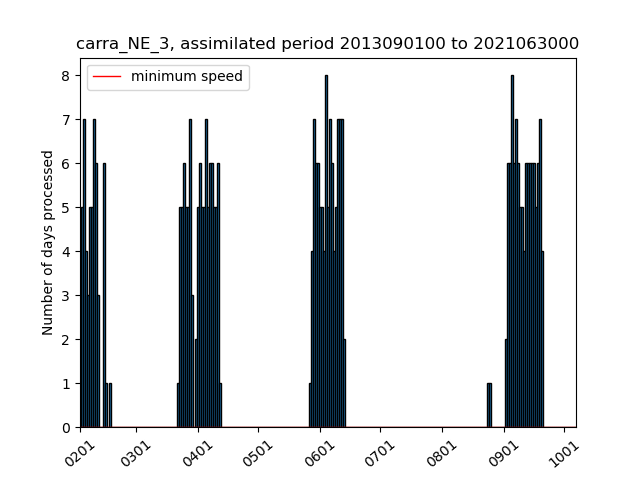 carra_NE_3, assimilated period 2013090100 to 2021063000
minimum speed
Number of days processed
8
7
6
5
4
3
2
1
0
0201 0301 0401 0501 0601 0701 0801 0901 1001